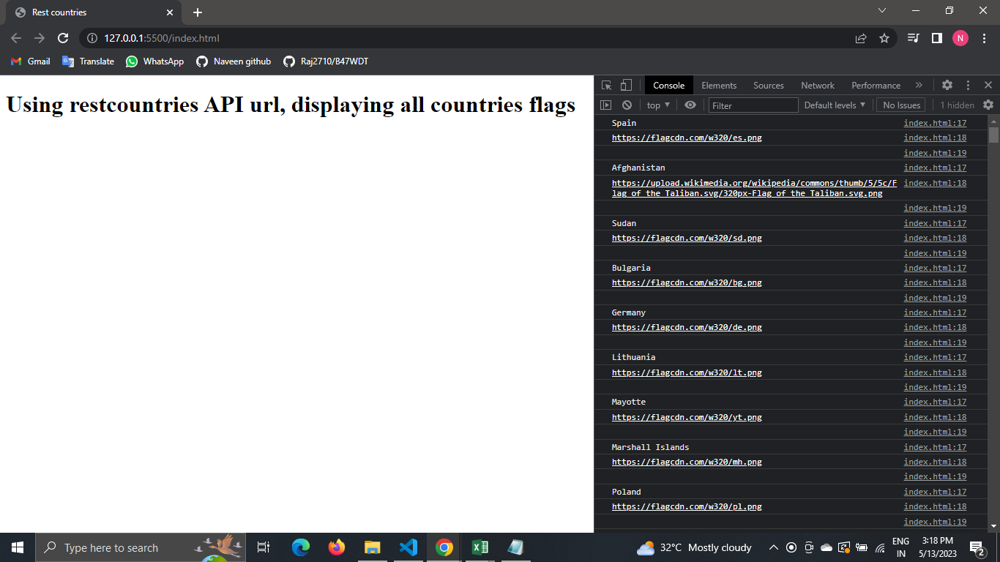 Rest countries
127.0.0.1:5500/index.html
N
Gmail
Translate
WhatsApp
Naveen github
Raj2710/B47WDT
Using restcountries API url, displaying all countries flags
Console Elements Sources Network Performance »
top ▼ Filter Default levels ▼ No Issues 1 hidden
Spain index.html:17
https://flagcdn.com/w320/es.png index.html:18
index.html:19
Afghanistan index.html:17
https://upload.wikimedia.org/wikipedia/commons/thumb/5/5c/F index.html:18
lag_of_the_Taliban.svg/320px-Flag_of_the_Taliban.svg.png
index.html:19
Sudan index.html:17
https://flagcdn.com/w320/sd.png index.html:18
index.html:19
Bulgaria index.html:17
https://flagcdn.com/w320/bg.png index.html:18
index.html:19
Germany index.html:17
https://flagcdn.com/w320/de.png index.html:18
index.html:19
Lithuania index.html:17
https://flagcdn.com/w320/lt.png index.html:18
index.html:19
Mayotte index.html:17
https://flagcdn.com/w320/yt.png index.html:18
index.html:19
Marshall Islands index.html:17
https://flagcdn.com/w320/mh.png index.html:18
index.html:19
Poland index.html:17
https://flagcdn.com/w320/pl.png index.html:18
index.html:19
Type here to search
32°C Mostly cloudy
ENG
IN
3:18 PM
5/13/2023
2